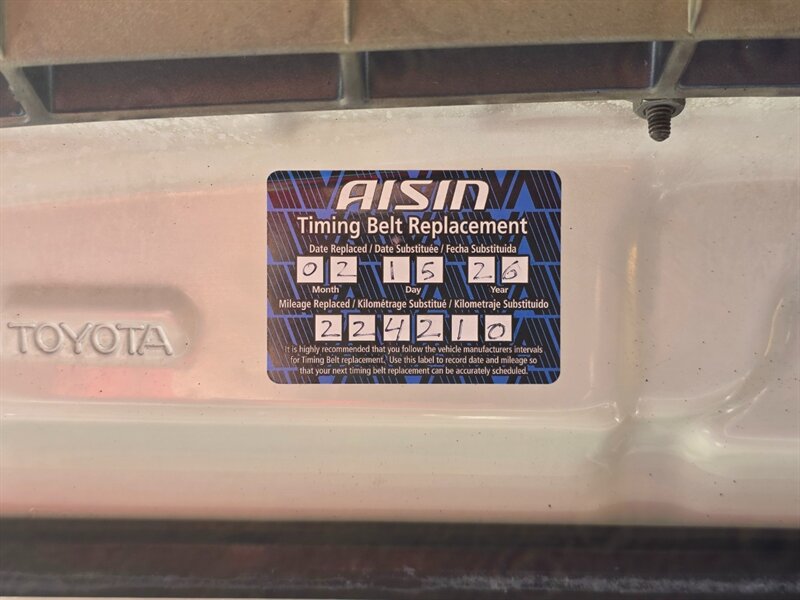 AISIN
Timing Belt Replacement
Date Replaced / Date Substituée / Fecha Substituida
02 15 26
Month Day Year
Mileage Replaced / Kilométrage Substitué / Kilometraje Substituido
224210
It is highly recommended that you follow the vehicle manufacturers intervals
for Timing Belt replacement. Use this label to record date and mileage so
that your next timing belt replacement can be accurately scheduled.
TOYOTA